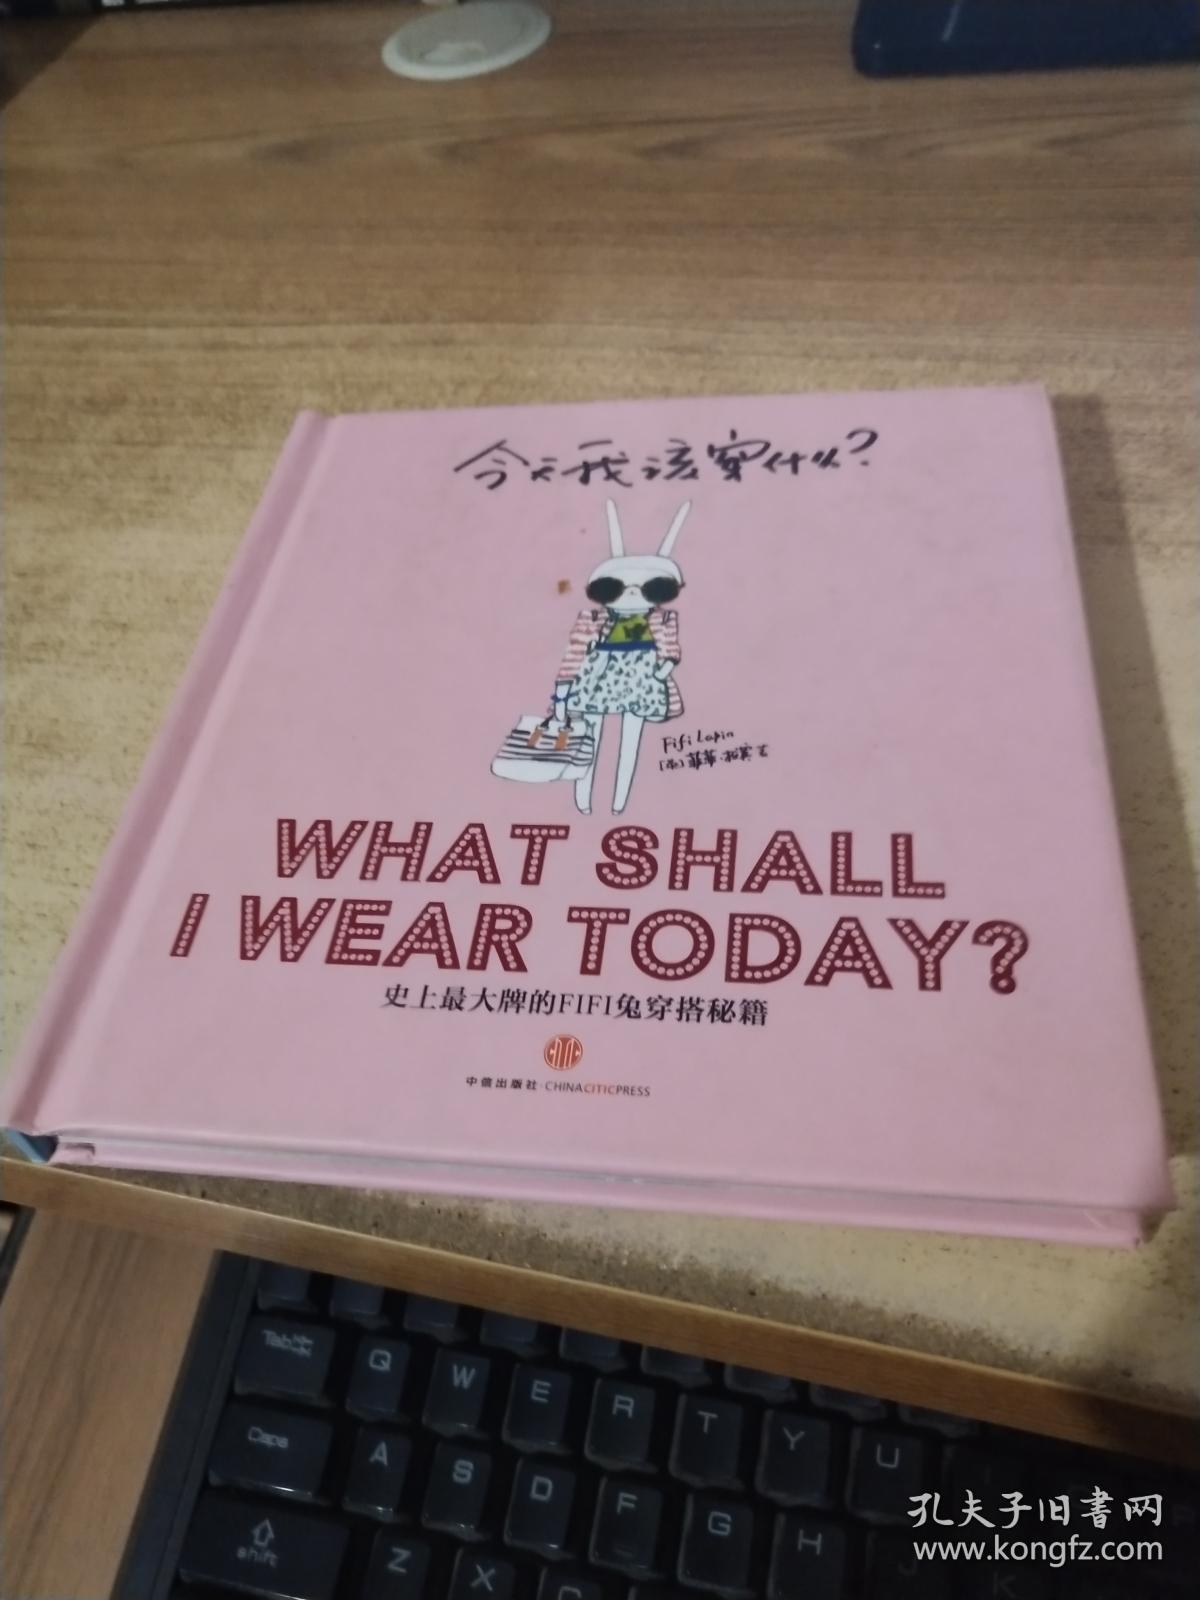 今天我该穿什么?
Fifi Lapin
[英]菲菲·拉宾 著
WHAT SHALL
I WEAR TODAY?
史上最大牌的FIFI兔穿搭秘籍
中信出版社·CHINACITICPRESS
Tab
Q W E R T Y U
Caps A S D F G H J
shift Z X C
孔夫子旧書网
www.kongfz.com